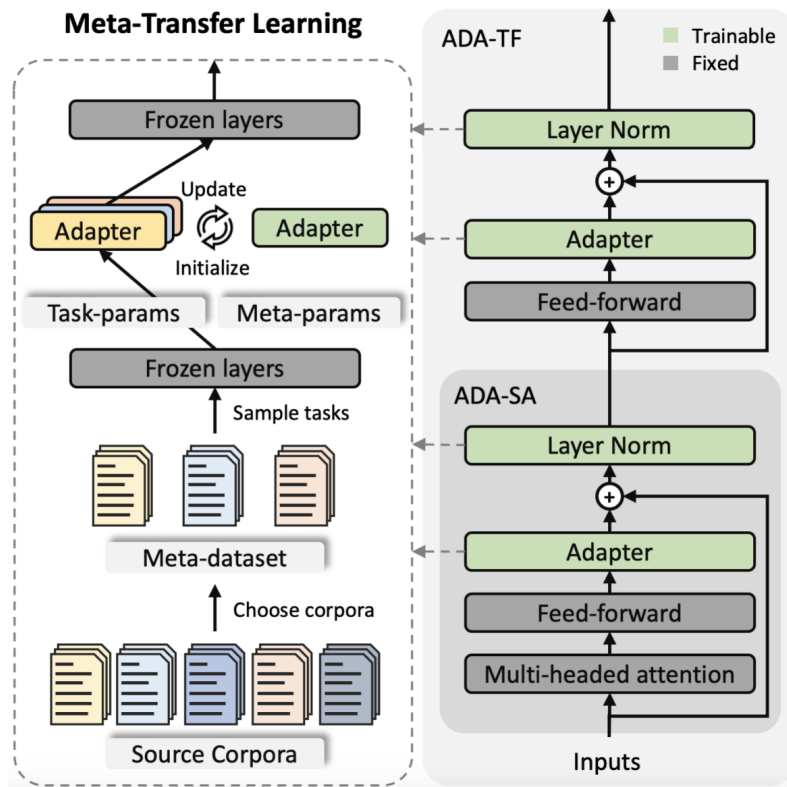 Meta-Transfer Learning
Frozen layers
Update
Adapter
Adapter
Initialize
Task-params
Meta-params
Frozen layers
Sample tasks
Meta-dataset
Choose corpora
Source Corpora
ADA-TF
Trainable
Fixed
Layer Norm
+
Adapter
Feed-forward
ADA-SA
Layer Norm
+
Adapter
Feed-forward
Multi-headed attention
Inputs